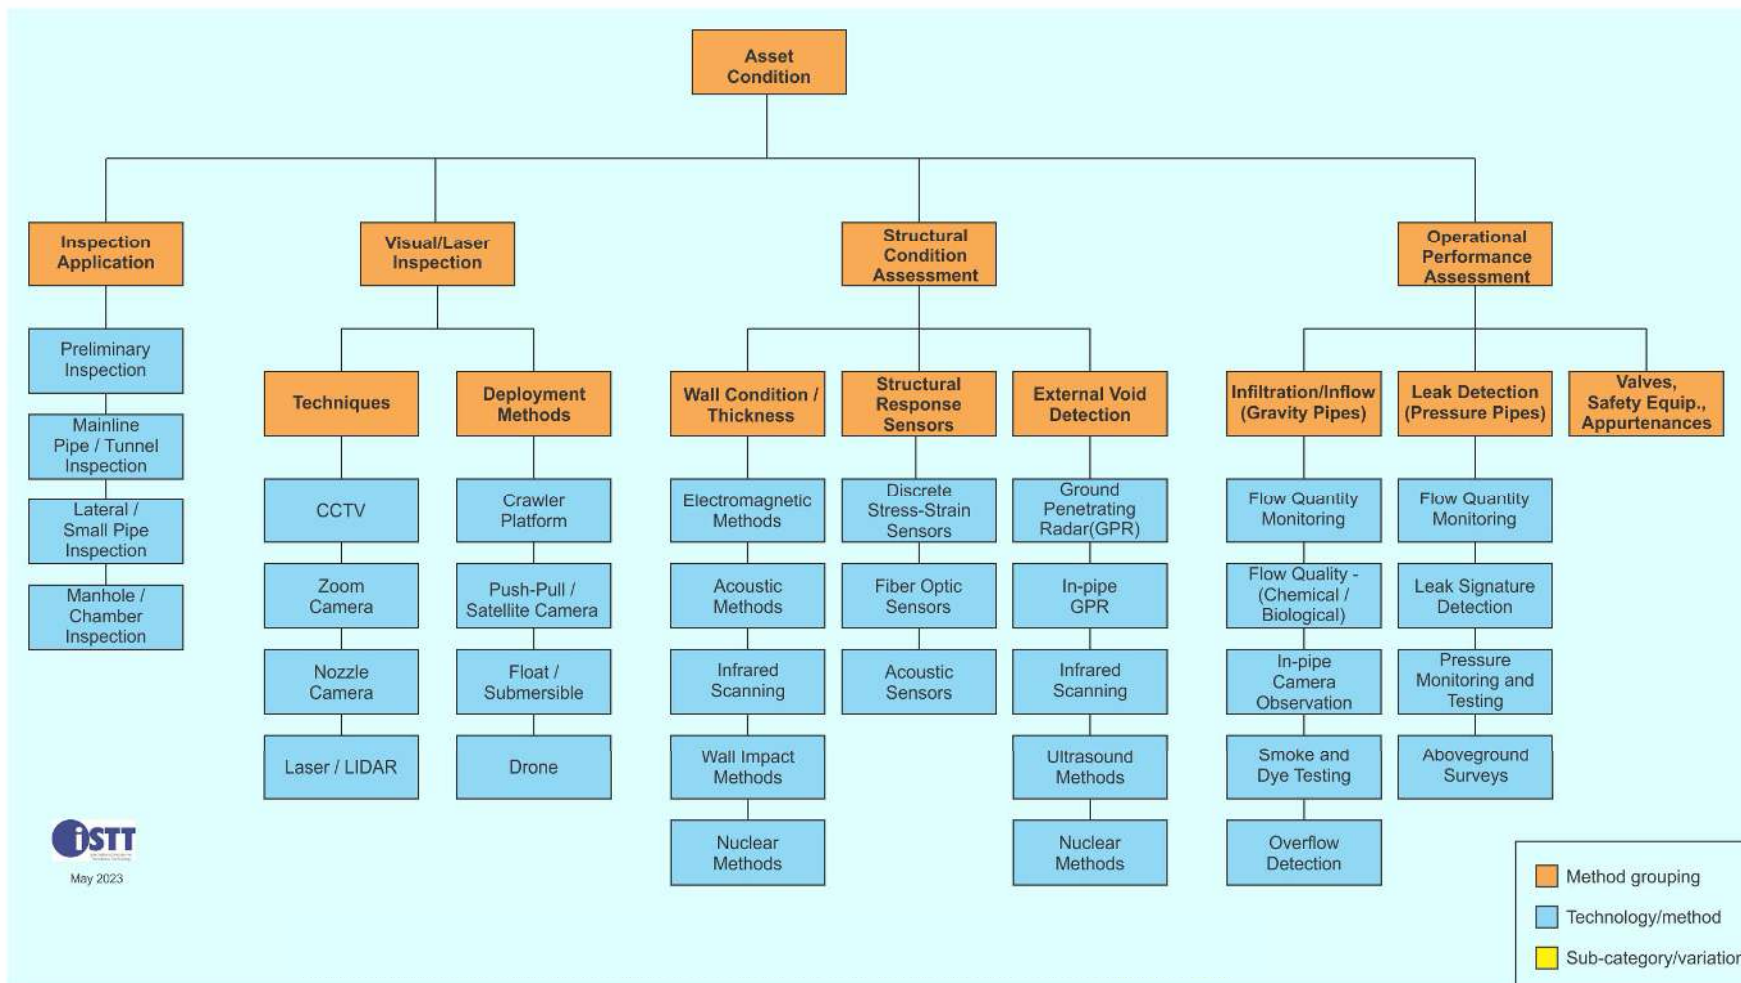 Asset
Condition
Inspection
Application
Visual/Laser
Inspection
Structural
Condition
Assessment
Operational
Performance
Assessment
Preliminary
Inspection
Mainline
Pipe / Tunnel
Inspection
Lateral /
Small Pipe
Inspection
Manhole /
Chamber
Inspection
Techniques
CCTV
Zoom
Camera
Nozzle
Camera
Laser / LIDAR
Deployment
Methods
Crawler
Platform
Push-Pull /
Satellite Camera
Float /
Submersible
Drone
Wall Condition /
Thickness
Electromagnetic
Methods
Acoustic
Methods
Infrared
Scanning
Wall Impact
Methods
Nuclear
Methods
Structural
Response
Sensors
Discrete
Stress-Strain
Sensors
Fiber Optic
Sensors
Acoustic
Sensors
External Void
Detection
Ground
Penetrating
Radar(GPR)
In-pipe
GPR
Infrared
Scanning
Ultrasound
Methods
Nuclear
Methods
Infiltration/Inflow
(Gravity Pipes)
Flow Quantity
Monitoring
Flow Quality -
(Chemical /
Biological)
In-pipe
Camera
Observation
Smoke and
Dye Testing
Overflow
Detection
Leak Detection
(Pressure Pipes)
Flow Quantity
Monitoring
Leak Signature
Detection
Pressure
Monitoring and
Testing
Aboveground
Surveys
Valves,
Safety Equip.,
Appurtenances
iSTT
May 2023
Method grouping
Technology/method
Sub-category/variation